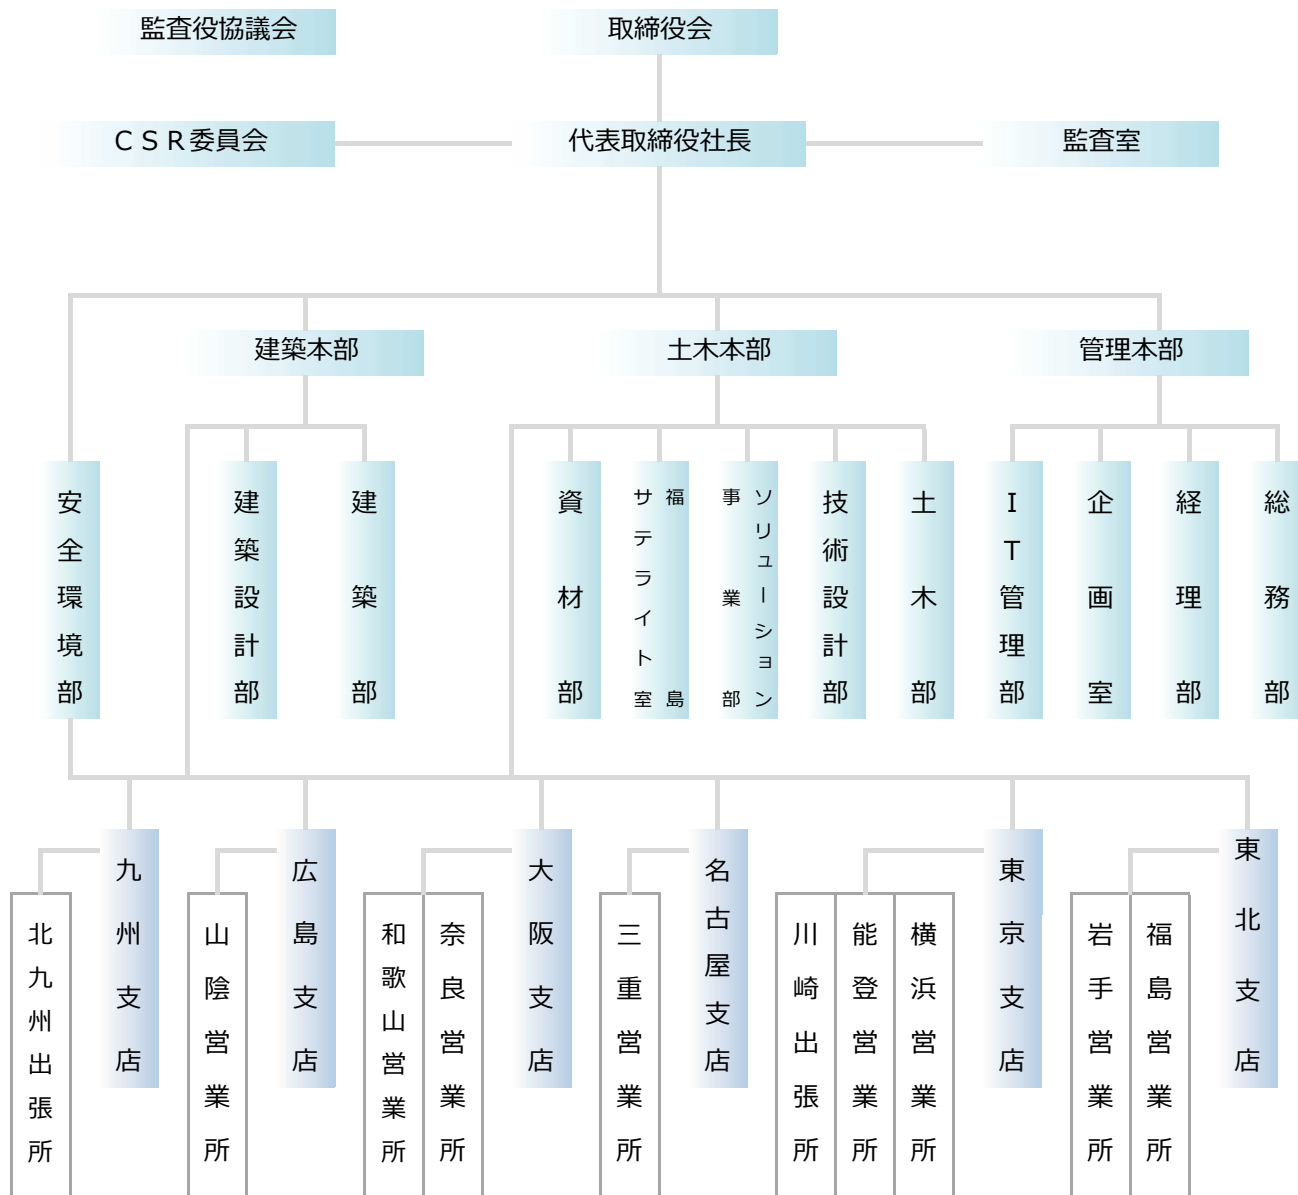 監査役協議会
取締役会
ＣＳＲ委員会
代表取締役社長
監査室
建築本部
土木本部
管理本部
安全環境部
建築設計部
建築部
資材部
福島
サテライト室
ソリューション
事業部
技術設計部
土木部
ＩＴ管理部
企画室
経理部
総務部
九州支店
北九州出張所
広島支店
山陰営業所
大阪支店
和歌山営業所
奈良営業所
名古屋支店
三重営業所
東京支店
川崎出張所
能登営業所
横浜営業所
東北支店
岩手営業所
福島営業所